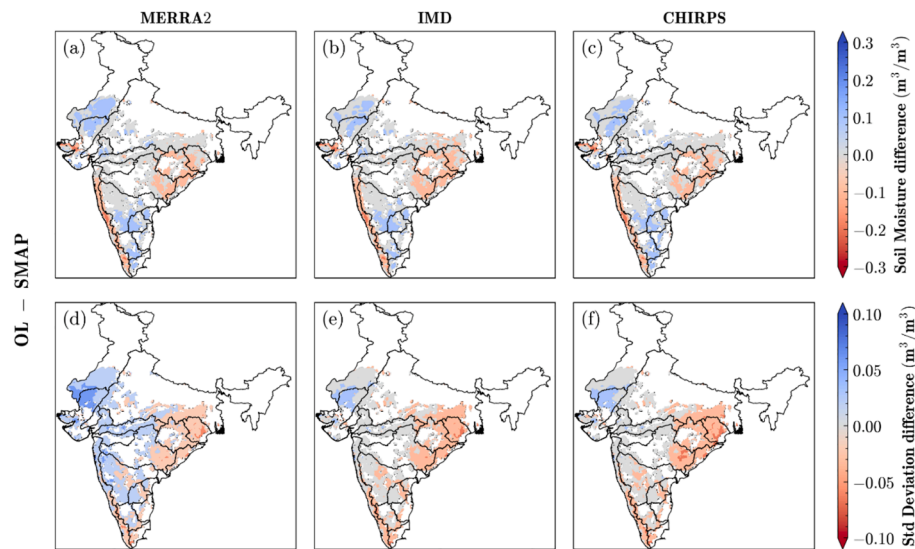 MERRA2 IMD CHIRPS
(a) (b) (c)
0.3
0.2
0.1
0.0
−0.1
−0.2
−0.3
Soil Moisture difference (m³/m³)
OL − SMAP
(d) (e) (f)
0.10
0.05
0.00
−0.05
−0.10
Std Deviation difference (m³/m³)